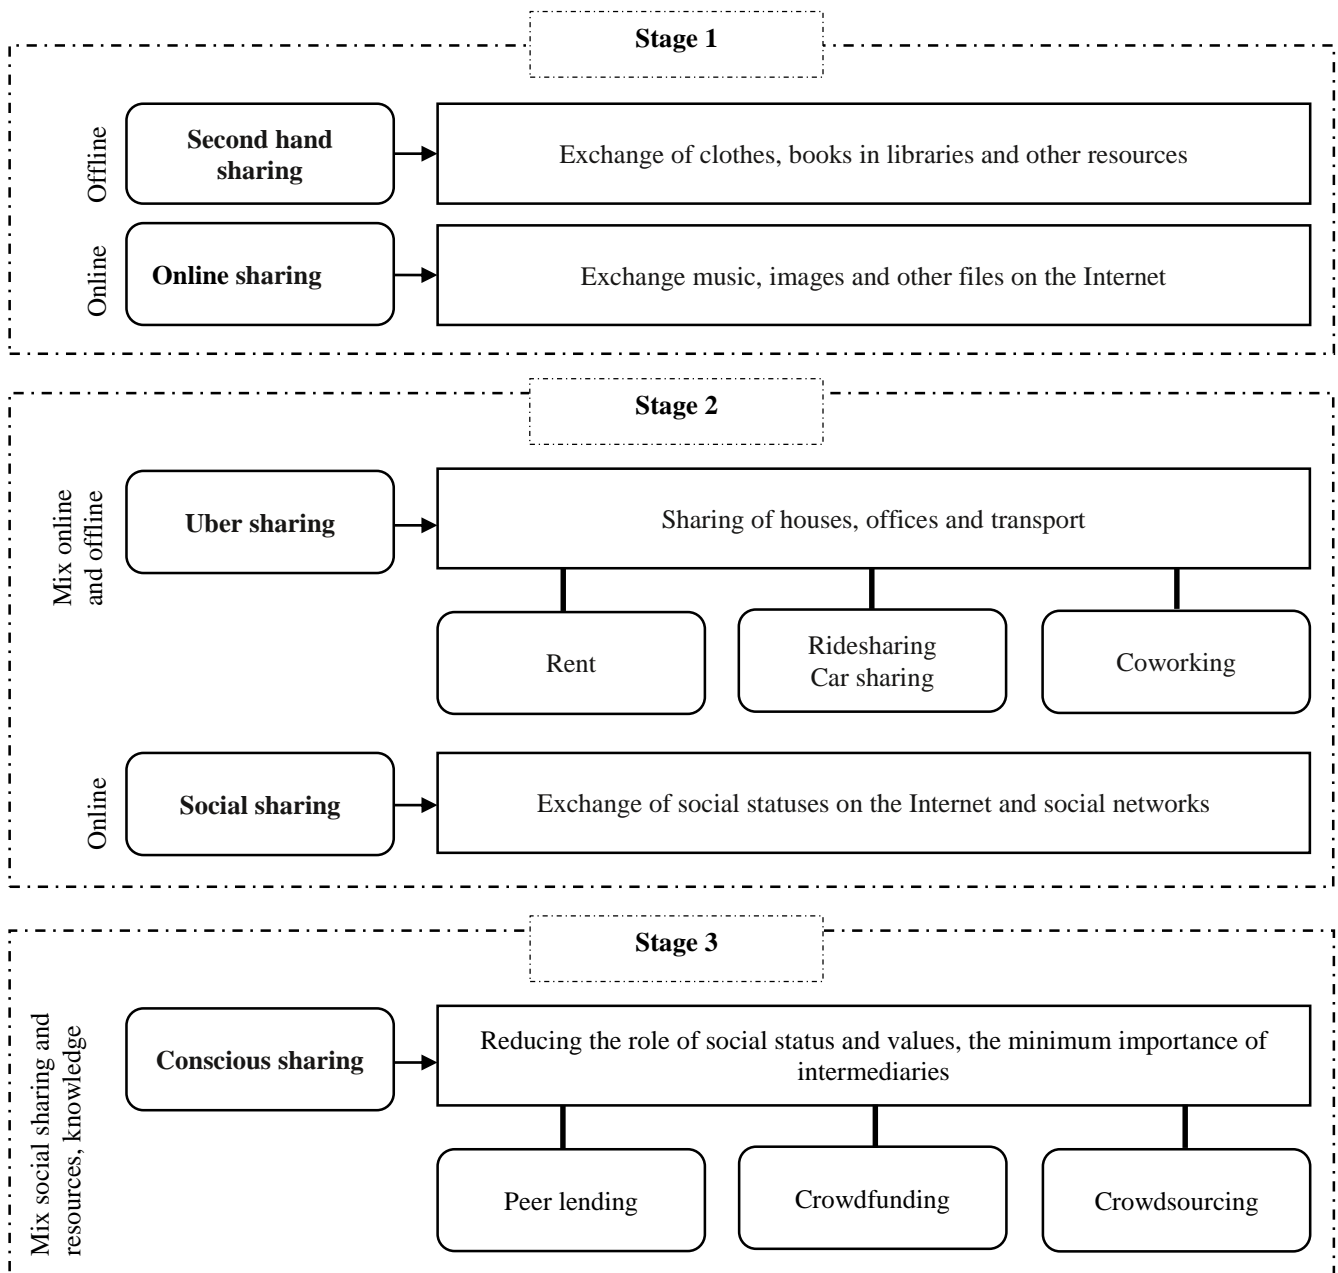 Stage 1
Offline
Second hand
sharing
Exchange of clothes, books in libraries and other resources
Online
Online sharing
Exchange music, images and other files on the Internet
Stage 2
Mix online
and offline
Uber sharing
Sharing of houses, offices and transport
Rent
Ridesharing
Car sharing
Coworking
Online
Social sharing
Exchange of social statuses on the Internet and social networks
Stage 3
Mix social sharing and
resources, knowledge
Conscious sharing
Reducing the role of social status and values, the minimum importance of
intermediaries
Peer lending
Crowdfunding
Crowdsourcing